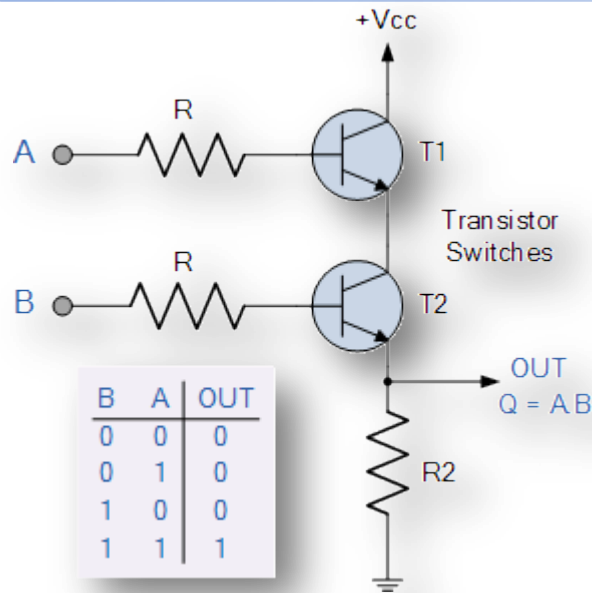 +Vcc
R
A
T1
Transistor
Switches
R
B
T2
OUT
Q = A.B
B A OUT
0 0 0
0 1 0
1 0 0
1 1 1
R2